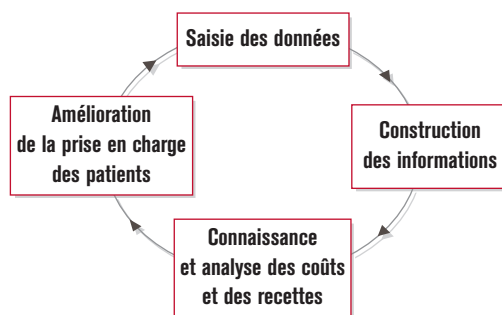 Saisie des données
Construction
des informations
Connaissance
et analyse des coûts
et des recettes
Amélioration
de la prise en charge
des patients